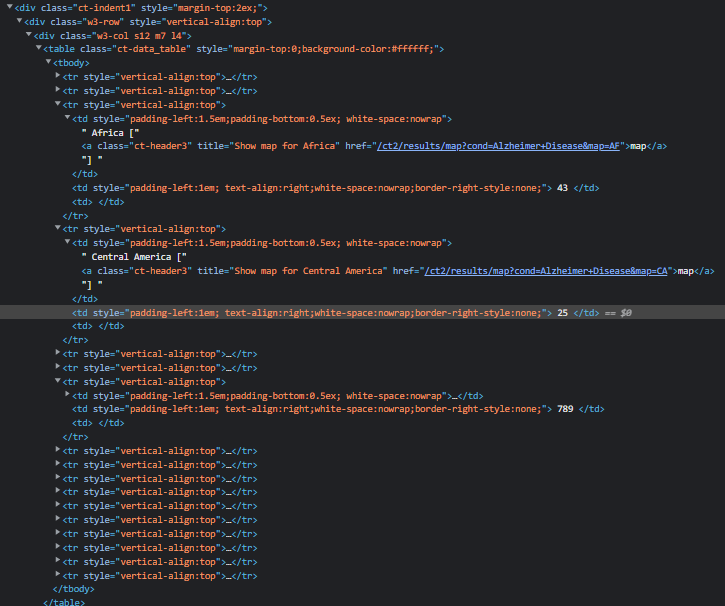 ▼<div class="ct-indent1" style="margin-top:2ex;">
▼<div class="w3-row" style="vertical-align:top">
▼<div class="w3-col s12 m7 l4">
▼<table class="ct-data_table" style="margin-top:0;background-color:#ffffff;">
▼<tbody>
▶<tr style="vertical-align:top">…</tr>
▶<tr style="vertical-align:top">…</tr>
▼<tr style="vertical-align:top">
▼<td style="padding-left:1.5em;padding-bottom:0.5ex; white-space:nowrap">
" Africa ["
<a class="ct-header3" title="Show map for Africa" href="/ct2/results/map?cond=Alzheimer+Disease&map=AF">map</a>
"] "
</td>
<td style="padding-left:1em; text-align:right;white-space:nowrap;border-right-style:none;"> 43 </td>
<td> </td>
</tr>
▼<tr style="vertical-align:top">
▼<td style="padding-left:1.5em;padding-bottom:0.5ex; white-space:nowrap">
" Central America ["
<a class="ct-header3" title="Show map for Central America" href="/ct2/results/map?cond=Alzheimer+Disease&map=CA">map</a>
"] "
</td>
<td style="padding-left:1em; text-align:right;white-space:nowrap;border-right-style:none;"> 25 </td> == $0
<td> </td>
</tr>
▶<tr style="vertical-align:top">…</tr>
▶<tr style="vertical-align:top">…</tr>
▼<tr style="vertical-align:top">
▶<td style="padding-left:1.5em;padding-bottom:0.5ex; white-space:nowrap">…</td>
<td style="padding-left:1em; text-align:right;white-space:nowrap;border-right-style:none;"> 789 </td>
<td> </td>
</tr>
▶<tr style="vertical-align:top">…</tr>
▶<tr style="vertical-align:top">…</tr>
▶<tr style="vertical-align:top">…</tr>
▶<tr style="vertical-align:top">…</tr>
▶<tr style="vertical-align:top">…</tr>
▶<tr style="vertical-align:top">…</tr>
▶<tr style="vertical-align:top">…</tr>
▶<tr style="vertical-align:top">…</tr>
▶<tr style="vertical-align:top">…</tr>
▶<tr style="vertical-align:top">…</tr>
</tbody>
</table>